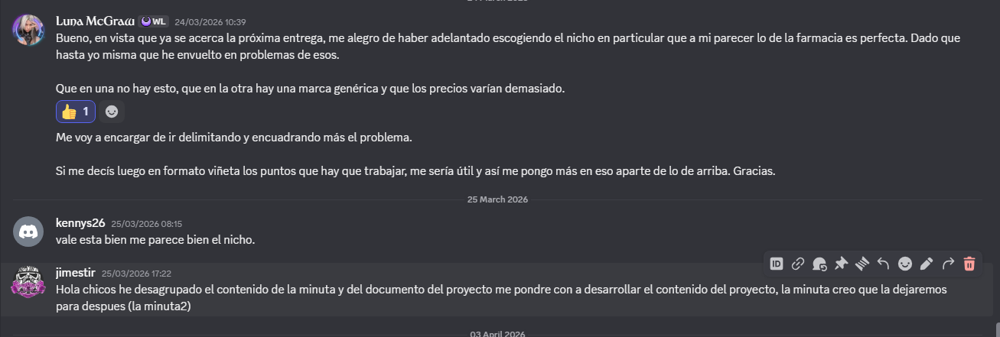 Luna McGraw WL 24/03/2026 10:39
Bueno, en vista que ya se acerca la próxima entrega, me alegro de haber adelantado escogiendo el nicho en particular que a mi parecer lo de la farmacia es perfecta. Dado que
hasta yo misma que he envuelto en problemas de esos.
Que en una no hay esto, que en la otra hay una marca genérica y que los precios varían demasiado.
1
Me voy a encargar de ir delimitando y encuadrando más el problema.
Si me decís luego en formato viñeta los puntos que hay que trabajar, me sería útil y así me pongo más en eso aparte de lo de arriba. Gracias.
25 March 2026
kennys26 25/03/2026 08:15
vale esta bien me parece bien el nicho.
ID
jimestir 25/03/2026 17:22
Hola chicos he desagrupado el contenido de la minuta y del documento del proyecto me pondre con a desarrollar el contenido del proyecto, la minuta creo que la dejaremos
para despues (la minuta2)
03 April 2026